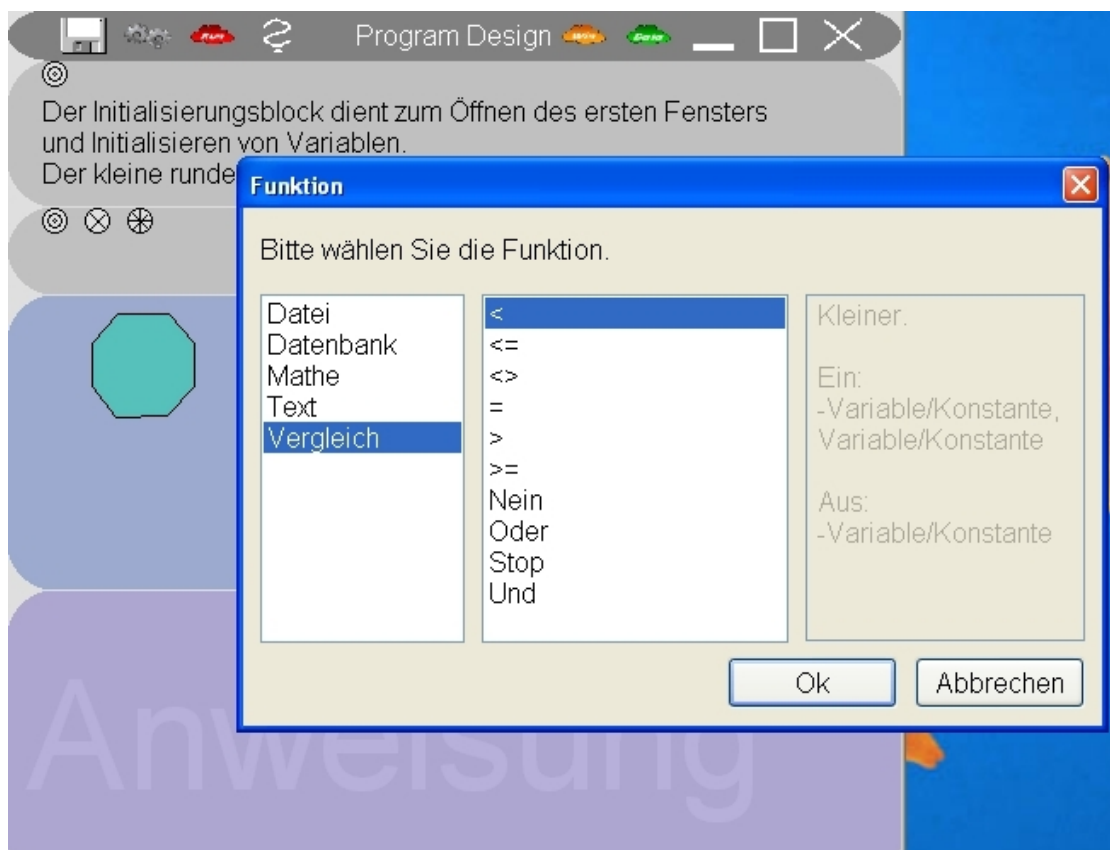 Program Design
Der Initialisierungsblock dient zum Öffnen des ersten Fensters
und Initialisieren von Variablen.
Der kleine runde
Funktion
Bitte wählen Sie die Funktion.
Datei
Datenbank
Mathe
Text
Vergleich
<
<=
<>
=
>
>=
Nein
Oder
Stop
Und
Kleiner.
Ein:
-Variable/Konstante,
Variable/Konstante
Aus:
-Variable/Konstante
Ok
Abbrechen
Anweisung